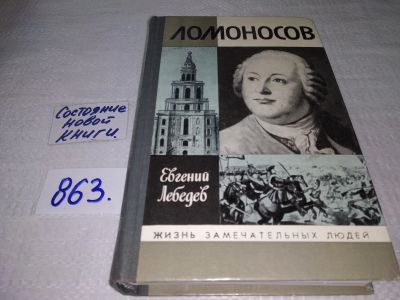 ЛОМОНОСОВ
Состояние
новой
книги.
863.
Евгений
Лебедев
ЖИЗНЬ ЗАМЕЧАТЕЛЬНЫХ ЛЮДЕЙ